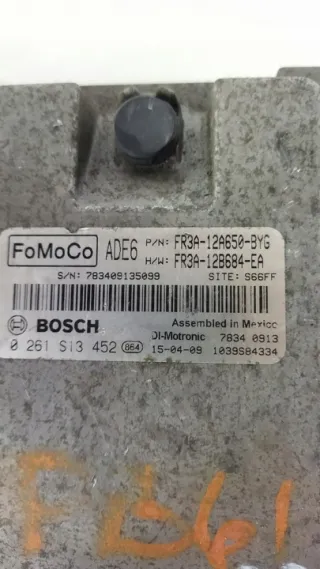 FoMoCo ADE6 P/N: FR3A-12A650-BYG
H/W: FR3A-12B684-EA
S/N: 783409135099 SITE: S66FF
BOSCH Assembled in Mexico
DI-Motronic 7834 0913
0 261 S13 452 864 15-04-09 1039S84334